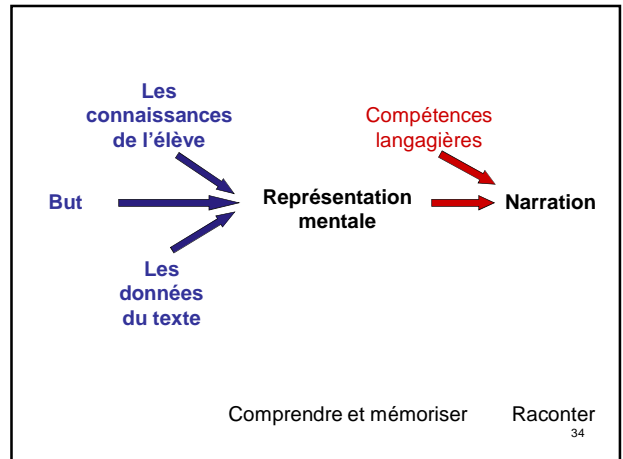 Les
connaissances
de l'élève
Compétences
langagières
But
Représentation
mentale
Narration
Les
données
du texte
Comprendre et mémoriser
Raconter
34